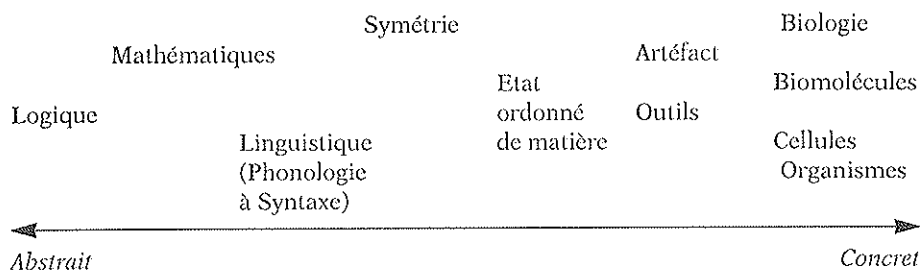 Symétrie
Biologie
Mathématiques
Artéfact
Etat
ordonné
de matière
Biomolécules
Logique
Outils
Linguistique
(Phonologie
à Syntaxe)
Cellules
Organismes
Abstrait
Concret